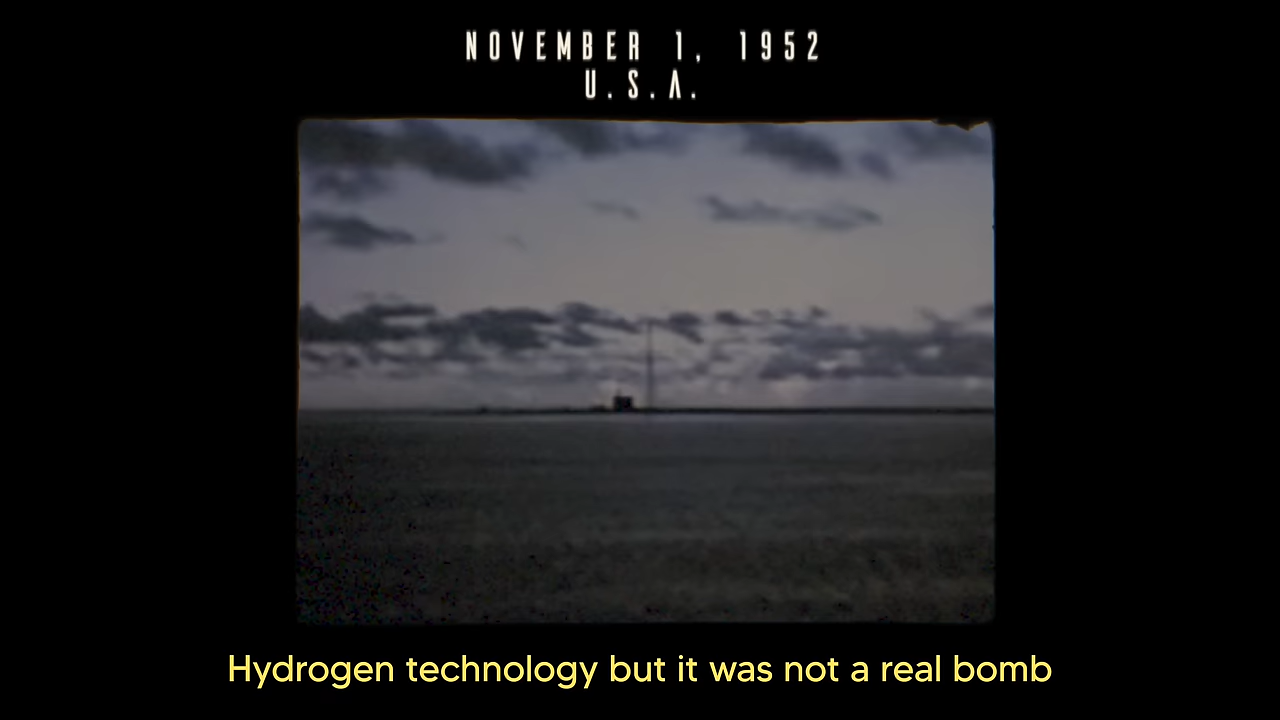 NOVEMBER 1, 1952
U.S.A.
Hydrogen technology but it was not a real bomb